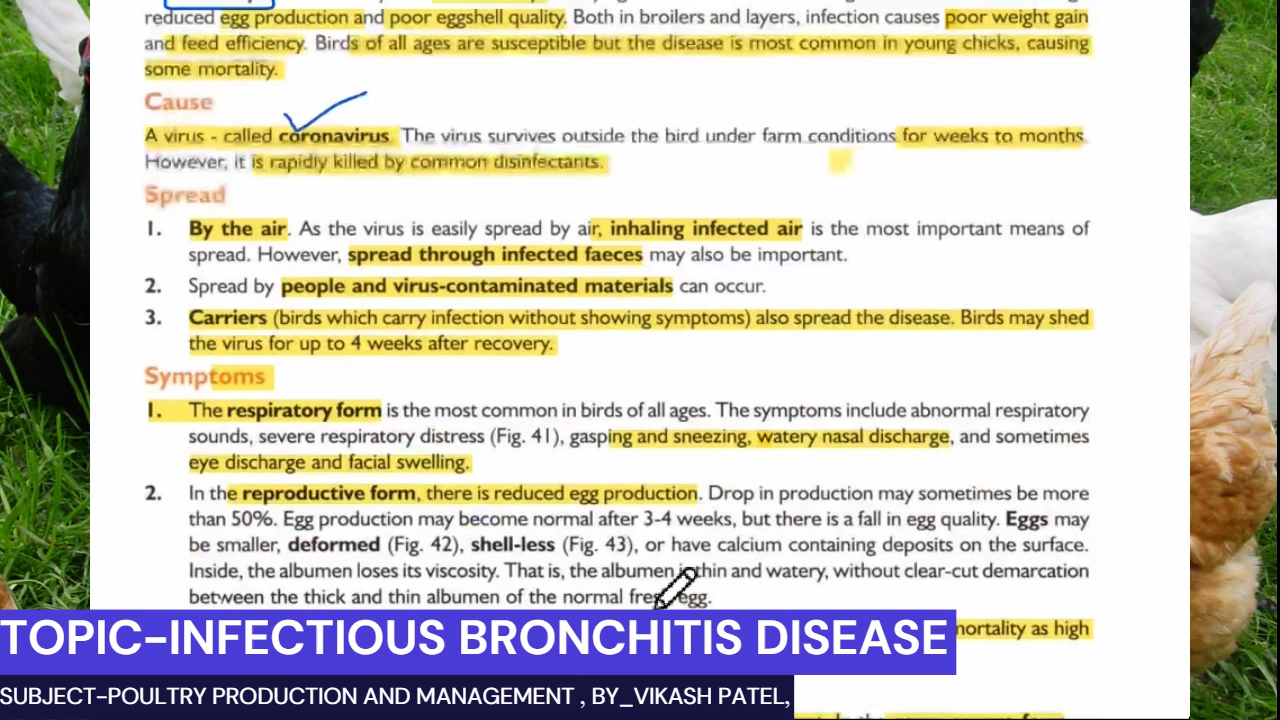 reduced egg production and poor eggshell quality. Both in broilers and layers, infection causes poor weight gain
and feed efficiency. Birds of all ages are susceptible but the disease is most common in young chicks, causing
some mortality.
Cause
A virus - called coronavirus. The virus survives outside the bird under farm conditions for weeks to months.
However, it is rapidly killed by common disinfectants.
Spread
1. By the air. As the virus is easily spread by air, inhaling infected air is the most important means of
spread. However, spread through infected faeces may also be important.
2. Spread by people and virus-contaminated materials can occur.
3. Carriers (birds which carry infection without showing symptoms) also spread the disease. Birds may shed
the virus for up to 4 weeks after recovery.
Symptoms
1. The respiratory form is the most common in birds of all ages. The symptoms include abnormal respiratory
sounds, severe respiratory distress (Fig. 41), gasping and sneezing, watery nasal discharge, and sometimes
eye discharge and facial swelling.
2. In the reproductive form, there is reduced egg production. Drop in production may sometimes be more
than 50%. Egg production may become normal after 3-4 weeks, but there is a fall in egg quality. Eggs may
be smaller, deformed (Fig. 42), shell-less (Fig. 43), or have calcium containing deposits on the surface.
Inside, the albumen loses its viscosity. That is, the albumen is thin and watery, without clear-cut demarcation
between the thick and thin albumen of the normal fresh egg.
mortality as high
TOPIC-INFECTIOUS BRONCHITIS DISEASE
SUBJECT-POULTRY PRODUCTION AND MANAGEMENT , BY_VIKASH PATEL,